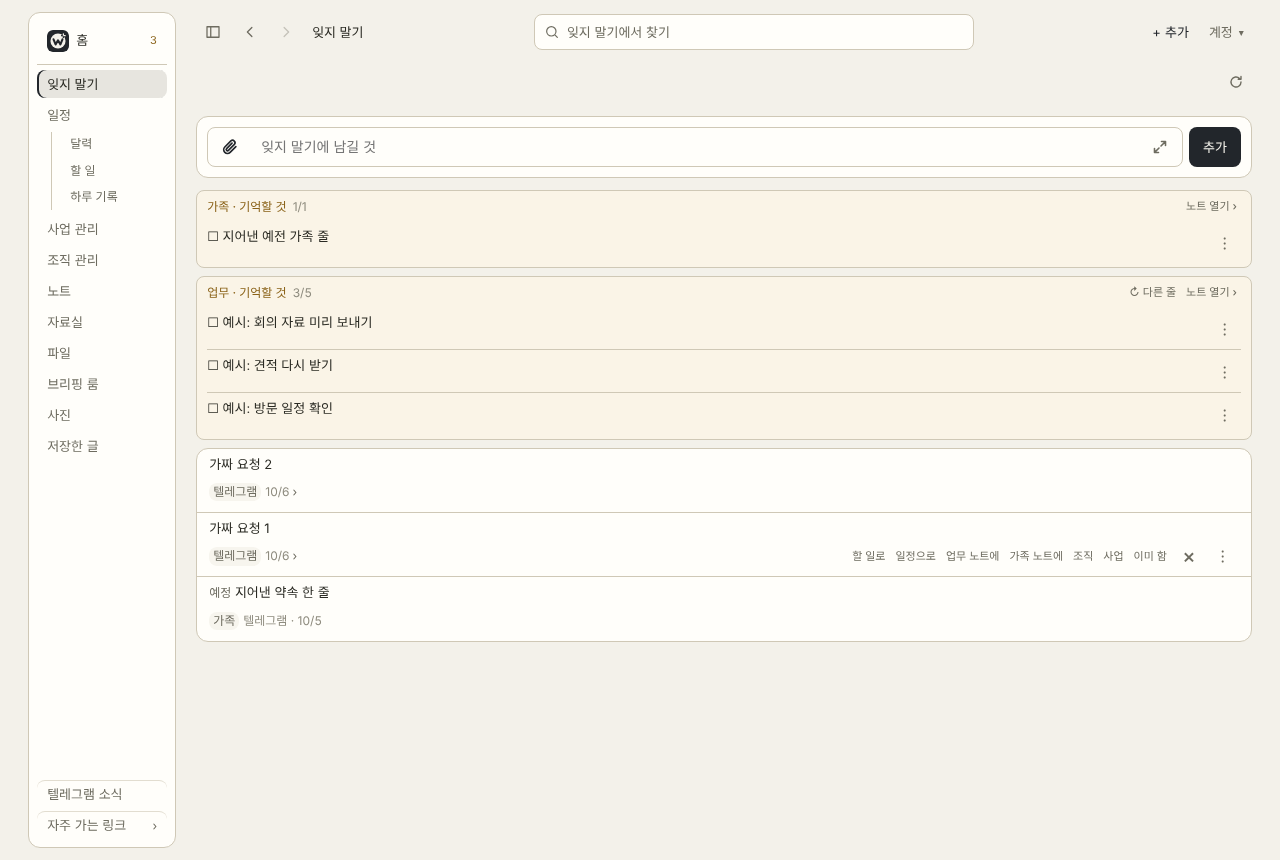 홈 3
잊지 말기
일정
달력
할 일
하루 기록
사업 관리
조직 관리
노트
자료실
파일
브리핑 룸
사진
저장한 글
텔레그램 소식
자주 가는 링크 ›
잊지 말기
잊지 말기에서 찾기
+ 추가 계정 ▾
잊지 말기에 남길 것
추가
가족 · 기억할 것 1/1 노트 열기 ›
☐ 지어낸 예전 가족 줄
업무 · 기억할 것 3/5 다른 줄 노트 열기 ›
☐ 예시: 회의 자료 미리 보내기
☐ 예시: 견적 다시 받기
☐ 예시: 방문 일정 확인
가짜 요청 2
텔레그램 10/6 ›
가짜 요청 1
텔레그램 10/6 › 할 일로 일정으로 업무 노트에 가족 노트에 조직 사업 이미 함
예정 지어낸 약속 한 줄
가족 텔레그램 · 10/5